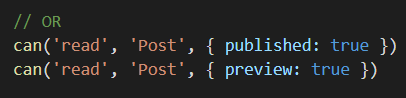 // OR
can('read', 'Post', { published: true })
can('read', 'Post', { preview: true })